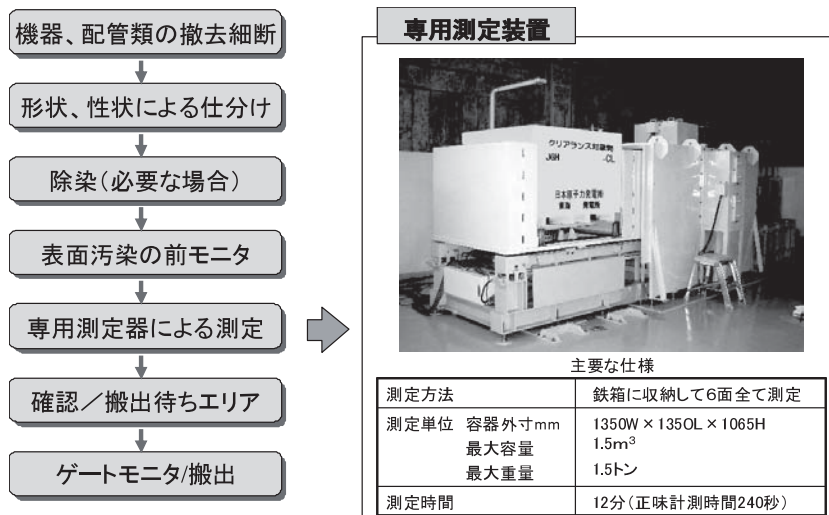 機器、配管類の撤去細断
形状、性状による仕分け
除染(必要な場合)
表面汚染の前モニタ
専用測定器による測定
確認／搬出待ちエリア
ゲートモニタ/搬出
専用測定装置
クリアランス対象物
-CL
日本原子力発電㈱
東海 発電所
主要な仕様
測定方法 鉄箱に収納して6面全て測定
測定単位 容器外寸mm 1350W×135OL×1065H
最大容量 1.5m³
最大重量 1.5トン
測定時間 12分(正味計測時間240秒)